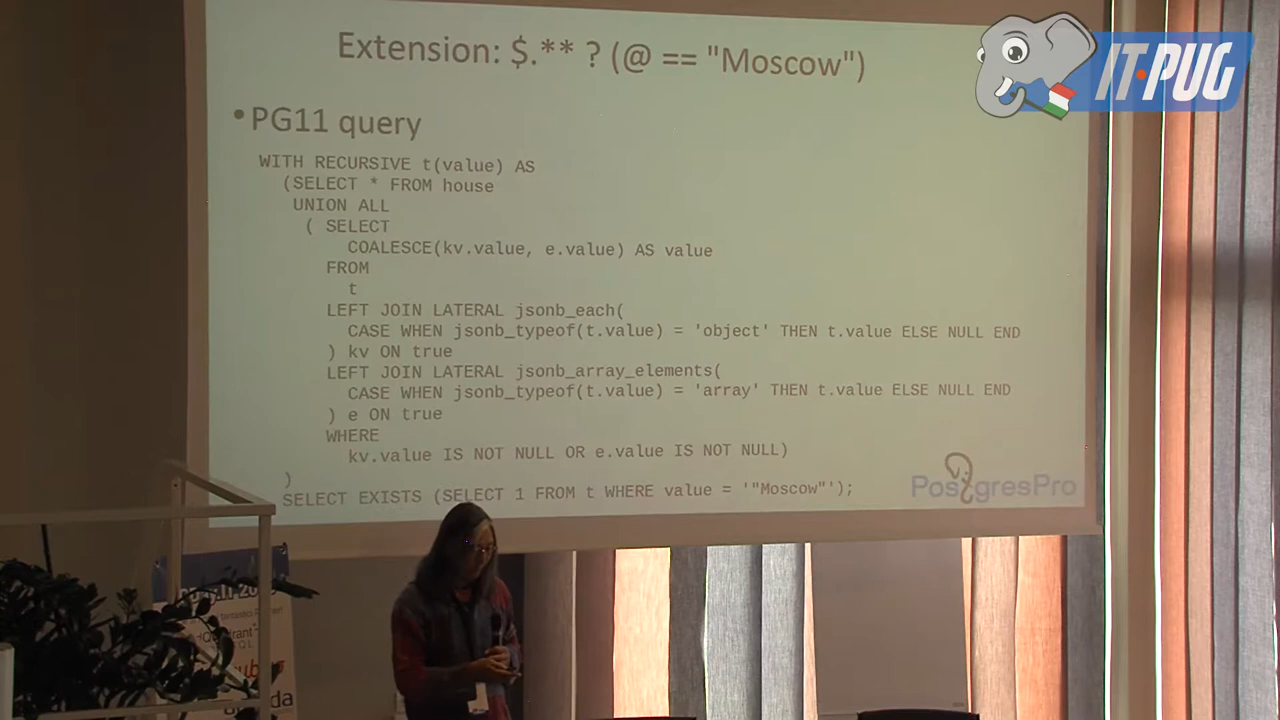 Extension: $.** ? (@ == "Moscow")
IT·PUG
• PG11 query
WITH RECURSIVE t(value) AS
(SELECT * FROM house
UNION ALL
( SELECT
COALESCE(kv.value, e.value) AS value
FROM
t
LEFT JOIN LATERAL jsonb_each(
CASE WHEN jsonb_typeof(t.value) = 'object' THEN t.value ELSE NULL END
) kv ON true
LEFT JOIN LATERAL jsonb_array_elements(
CASE WHEN jsonb_typeof(t.value) = 'array' THEN t.value ELSE NULL END
) e ON true
WHERE
kv.value IS NOT NULL OR e.value IS NOT NULL)
)
SELECT EXISTS (SELECT 1 FROM t WHERE value = '"Moscow"');
PostgresPro